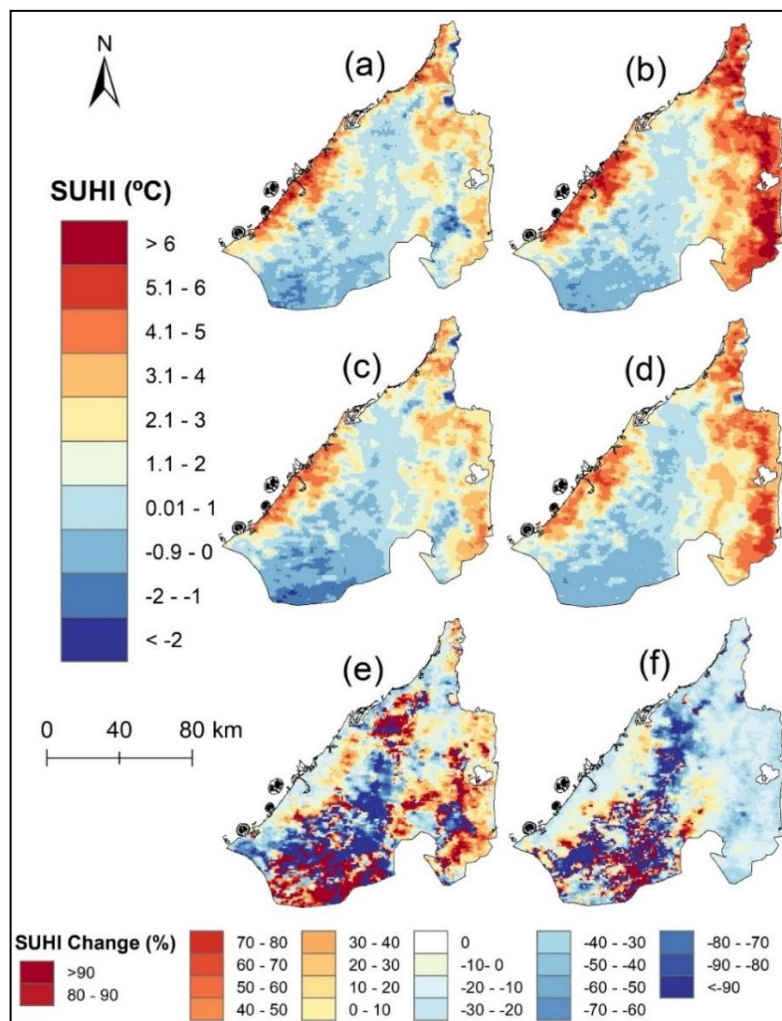 N
(a)
(b)
SUHI (ºC)
> 6
5.1 - 6
4.1 - 5
3.1 - 4
2.1 - 3
1.1 - 2
0.01 - 1
-0.9 - 0
-2 - -1
< -2
(c)
(d)
(e)
(f)
0 40 80 km
SUHI Change (%)
>90
80 - 90
70 - 80
60 - 70
50 - 60
40 - 50
30 - 40
20 - 30
10 - 20
0 - 10
0
-10- 0
-20 - -10
-30 - -20
-40 - -30
-50 - -40
-60 - -50
-70 - -60
-80 - -70
-90 - -80
<-90